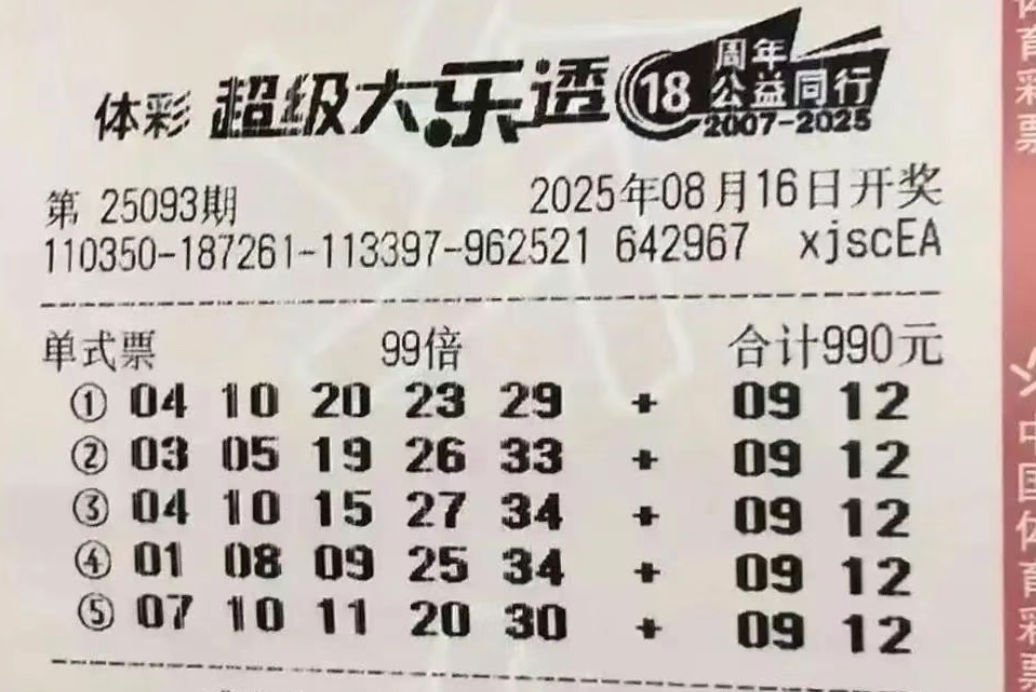 体彩 超级大乐透 18 周年 公益同行 2007-2025
第 25093期 2025年08月16日开奖
110350-187261-113397-962521 642967 xjscEA
单式票 99倍 合计990元
① 04 10 20 23 29 + 09 12
② 03 05 19 26 33 + 09 12
③ 04 10 15 27 34 + 09 12
④ 01 08 09 25 34 + 09 12
⑤ 07 10 11 20 30 + 09 12
体育彩票
中国体育彩票